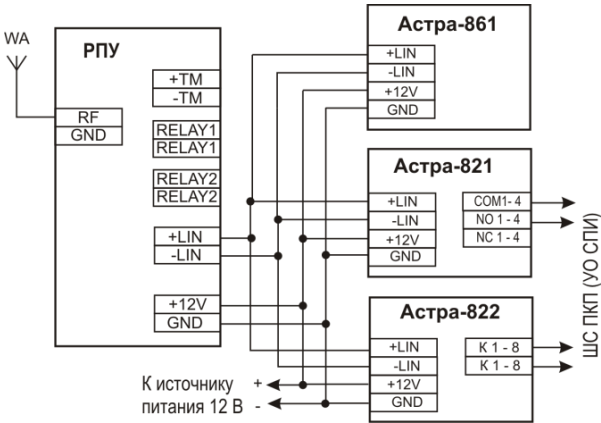 WA
РПУ
+TM
-TM
RF
GND
RELAY1
RELAY1
RELAY2
RELAY2
+LIN
-LIN
+12V
GND
Астра-861
+LIN
-LIN
+12V
GND
Астра-821
+LIN
-LIN
+12V
GND
COM1- 4
NO 1 - 4
NC 1 - 4
Астра-822
+LIN
-LIN
+12V
GND
К 1 - 8
К 1 - 8
К источнику +
питания 12 В -
ШС ПКП (УО СПИ)